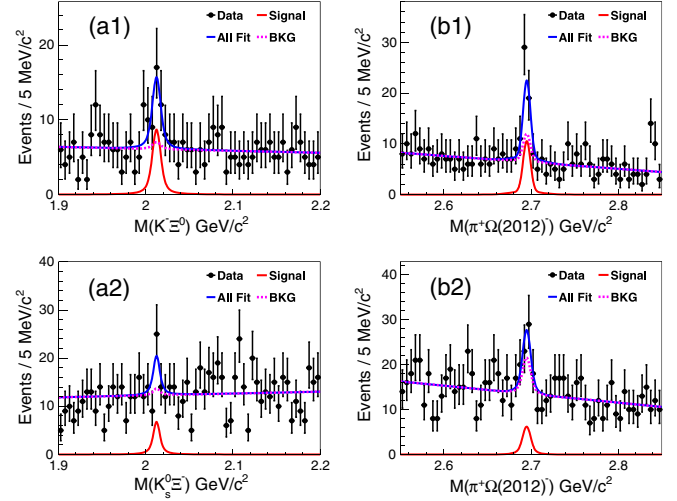 (a1)
Data
Signal
All Fit
BKG
Events / 5 MeV/c²
0
10
20
1.9
2
2.1
2.2
M(K⁻Ξ⁰) GeV/c²
(b1)
Data
Signal
All Fit
BKG
Events / 5 MeV/c²
0
10
20
30
2.6
2.7
2.8
M(π⁺Ω(2012)⁻) GeV/c²
(a2)
Data
Signal
All Fit
BKG
Events / 5 MeV/c²
0
10
20
30
40
1.9
2
2.1
2.2
M(K⁰ₛΞ⁻) GeV/c²
(b2)
Data
Signal
All Fit
BKG
Events / 5 MeV/c²
0
10
20
30
40
2.6
2.7
2.8
M(π⁺Ω(2012)⁻) GeV/c²